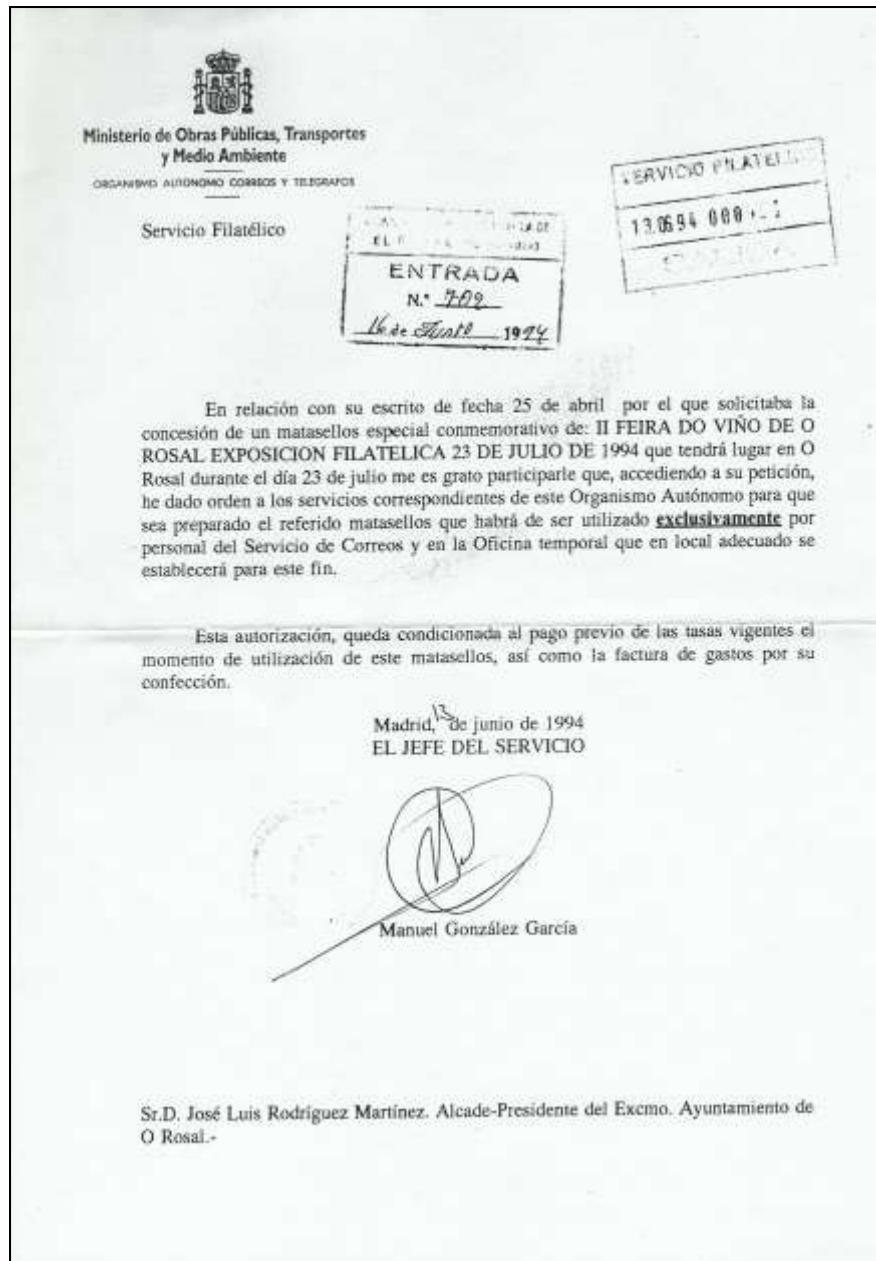 Ministerio de Obras Públicas, Transportes
y Medio Ambiente
ORGANISMO AUTONOMO CORREOS Y TELEGRAFOS
Servicio Filatélico
SERVICIO FILATEL
13.06.94 000
EL
ENTRADA
N.° 702
16 de Junio 1994
En relación con su escrito de fecha 25 de abril por el que solicitaba la
concesión de un matasellos especial conmemorativo de: II FEIRA DO VIÑO DE O
ROSAL EXPOSICION FILATELICA 23 DE JULIO DE 1994 que tendrá lugar en O
Rosal durante el día 23 de julio me es grato participarle que, accediendo a su petición,
he dado orden a los servicios correspondientes de este Organismo Autónomo para que
sea preparado el referido matasellos que habrá de ser utilizado exclusivamente por
personal del Servicio de Correos y en la Oficina temporal que en local adecuado se
establecerá para este fin.
Esta autorización, queda condicionada al pago previo de las tasas vigentes el
momento de utilización de este matasellos, así como la factura de gastos por su
confección.
Madrid, 13 de junio de 1994
EL JEFE DEL SERVICIO
Manuel González García
Sr.D. José Luis Rodríguez Martínez. Alcade-Presidente del Excmo. Ayuntamiento de
O Rosal.-